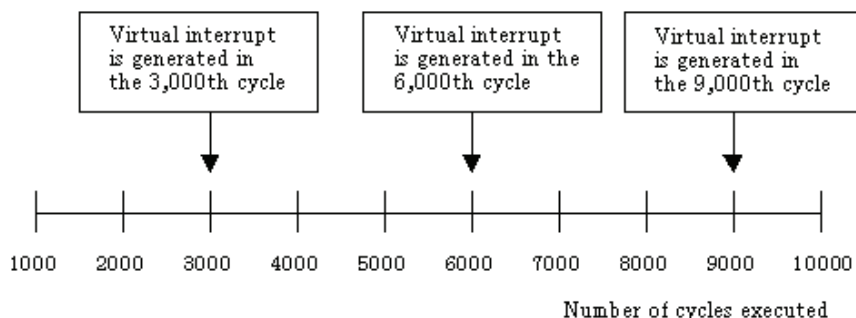 Virtual interrupt
is generated in
the 3,000th cycle
Virtual interrupt
is generated in the
6,000th cycle
Virtual interrupt
is generated in
the 9,000th cycle
1000 2000 3000 4000 5000 6000 7000 8000 9000 10000
Number of cycles executed